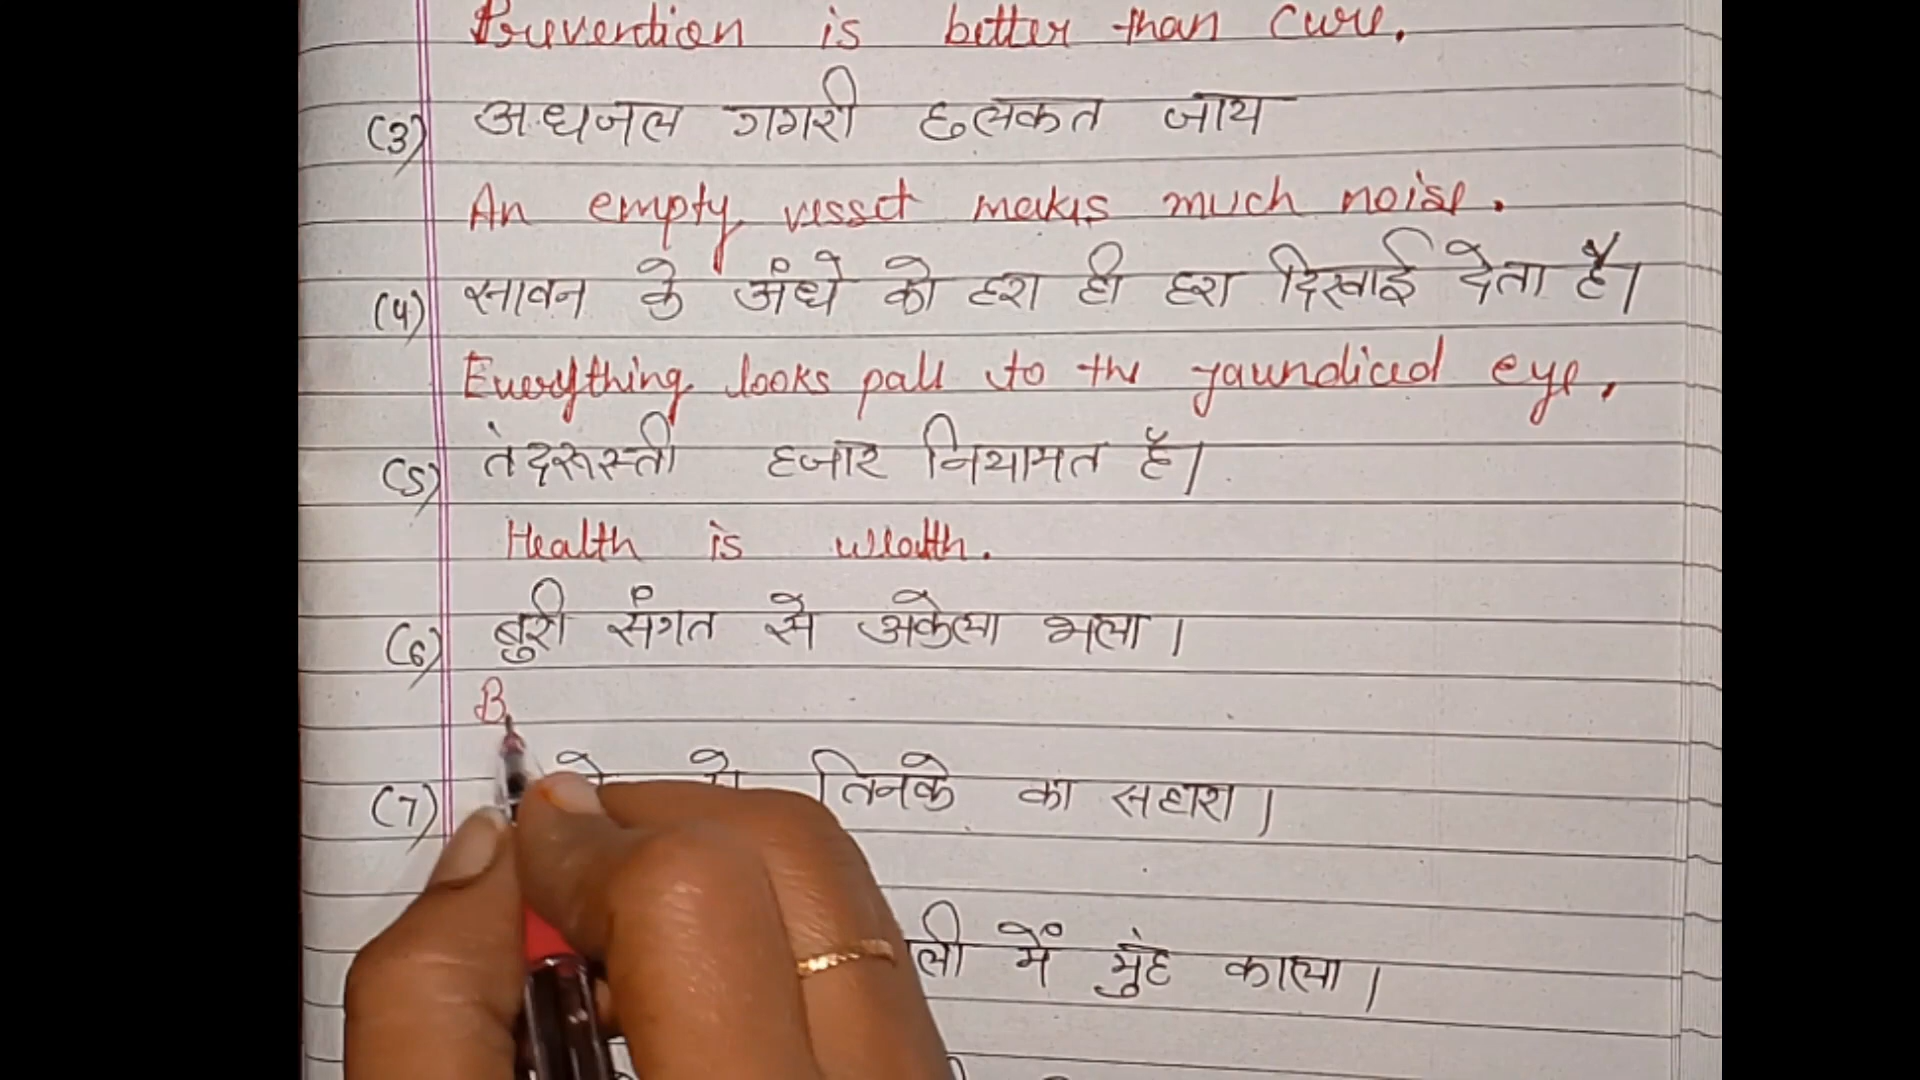 Prevention is better than cure.
(3) अधजल गगरी छलकत जाय
An empty vessel makes much noise.
(4) सावन के अंधे को हरा ही हरा दिखाई देता है।
Everything looks pale to the jaundiced eye.
(5) तंदरूस्ती हजार नियामत है।
Health is wealth.
(6) बुरी संगत से अकेला भला।
B
(7) तिनके का सहारा।
में मुंह काला।